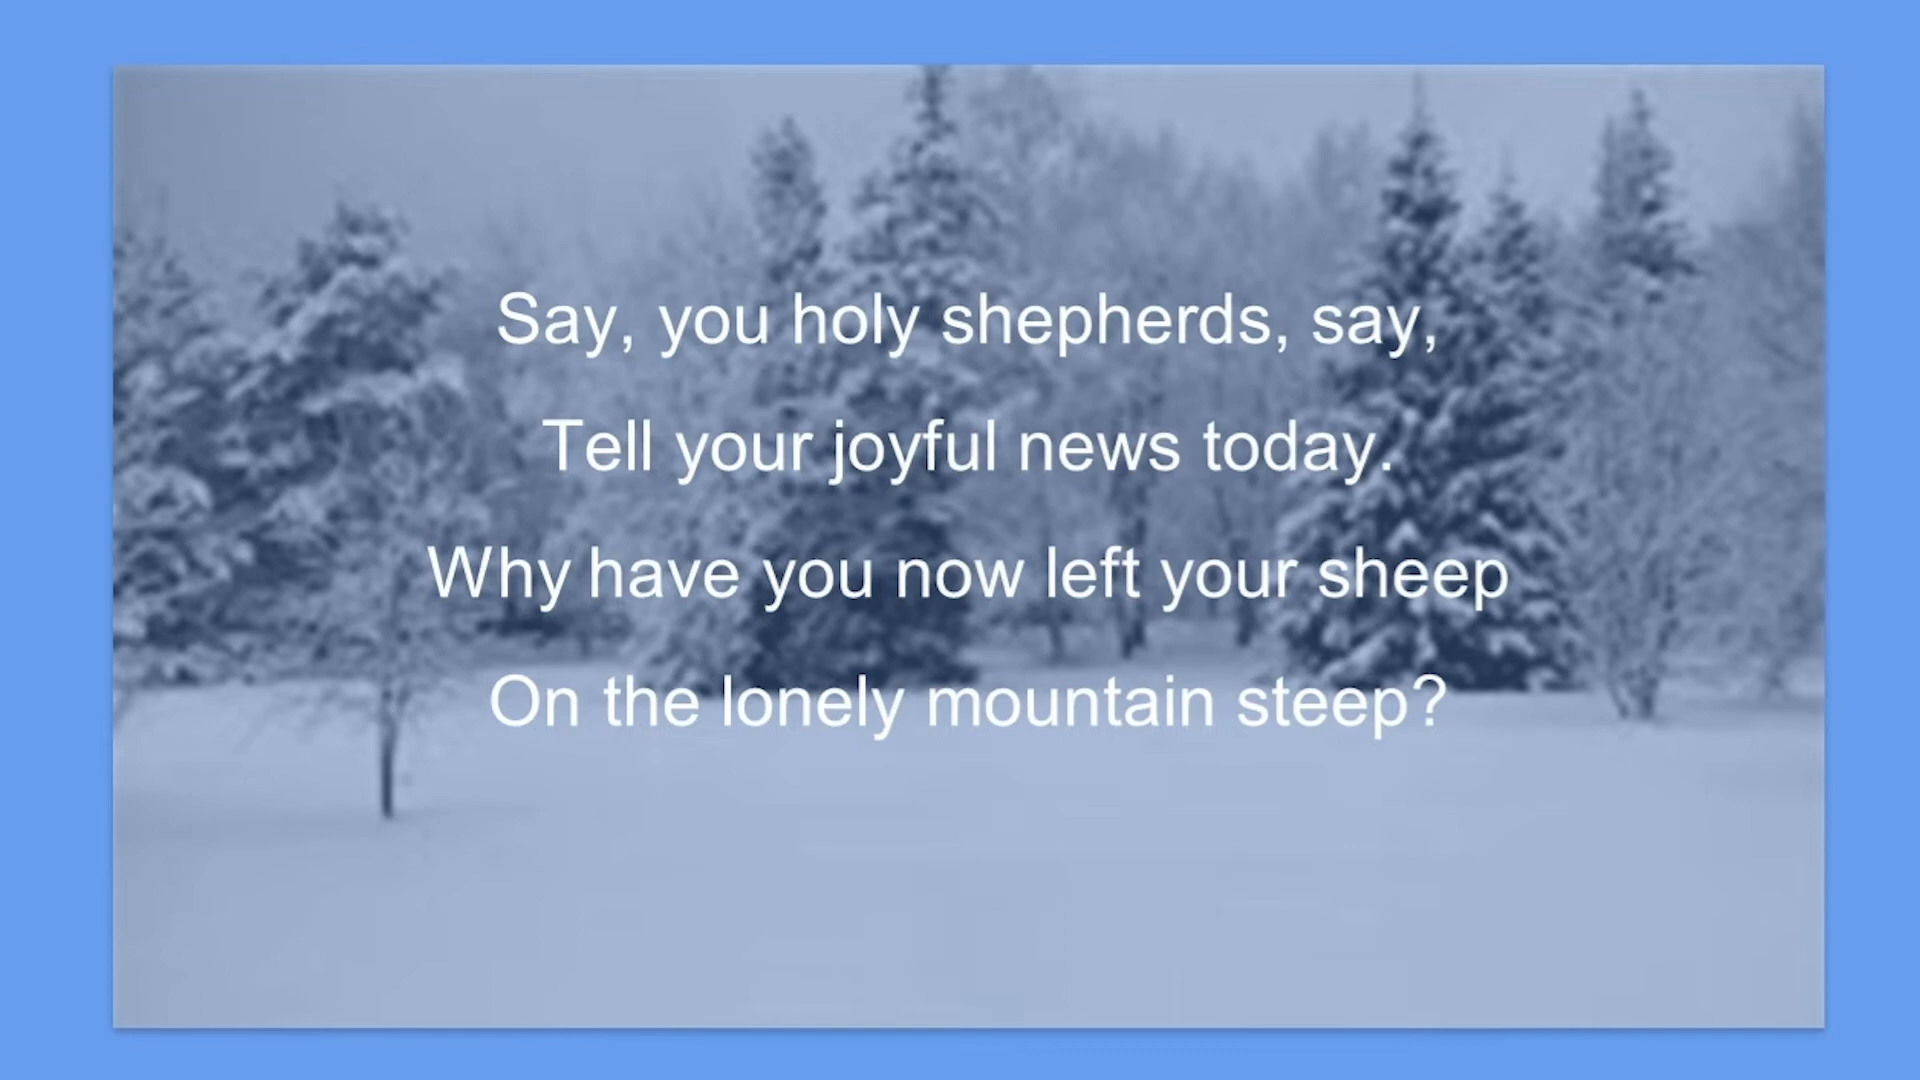 Say, you holy shepherds, say,
Tell your joyful news today.
Why have you now left your sheep
On the lonely mountain steep?